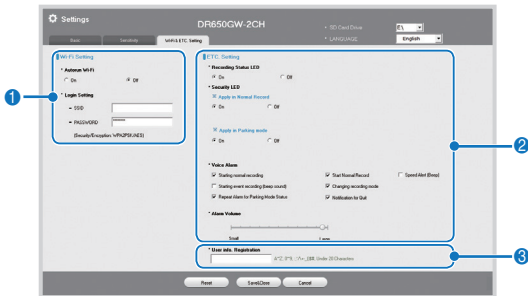 Settings
DR650GW-2CH
SD Card Drive
E:\
LANGUAGE
English
Basic
Sensitivity
Wi-Fi & ETC. Setting
Wi-Fi Setting
* Autorun Wi-Fi
On
Off
* Login Setting
SSID
PASSWORD
(Security/Encryption: WPA2PSK/AES)
1
ETC. Setting
* Recording Status LED
On
Off
* Security LED
Apply in Normal Record
On
Off
Apply in Parking mode
On
Off
* Voice Alarm
Starting normal recording
Start Normal Record
Speed Alert (Beep)
Starting event recording (beep sound)
Changing recording mode
Repeat Alarm for Parking Mode Status
Notification for Quit
* Alarm Volume
Small
2
* User info. Registration
Under 20 Characters
3
Reset
Save&Close
Cancel